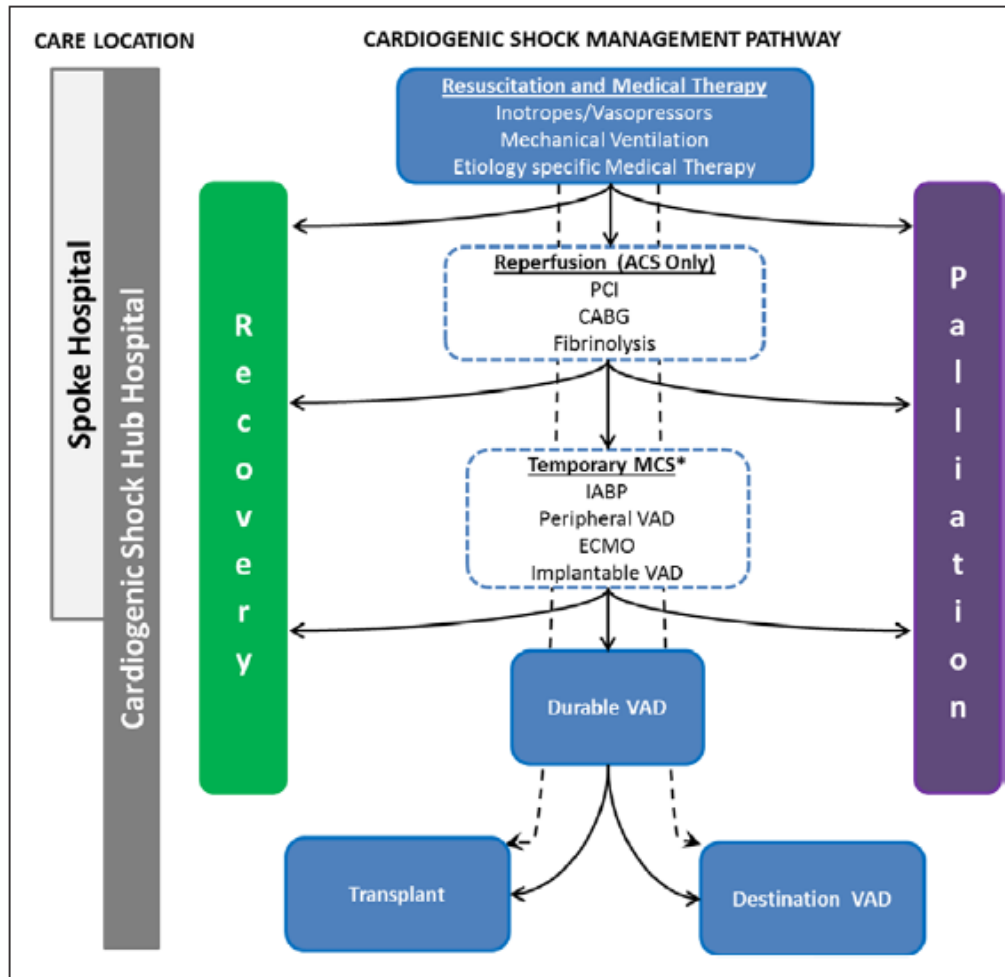 CARE LOCATION
CARDIOGENIC SHOCK MANAGEMENT PATHWAY
Spoke Hospital
Cardiogenic Shock Hub Hospital
Recovery
Resuscitation and Medical Therapy
Inotropes/Vasopressors
Mechanical Ventilation
Etiology specific Medical Therapy
Reperfusion (ACS Only)
PCI
CABG
Fibrinolysis
Temporary MCS*
IABP
Peripheral VAD
ECMO
Implantable VAD
Durable VAD
Transplant
Destination VAD
Palliation